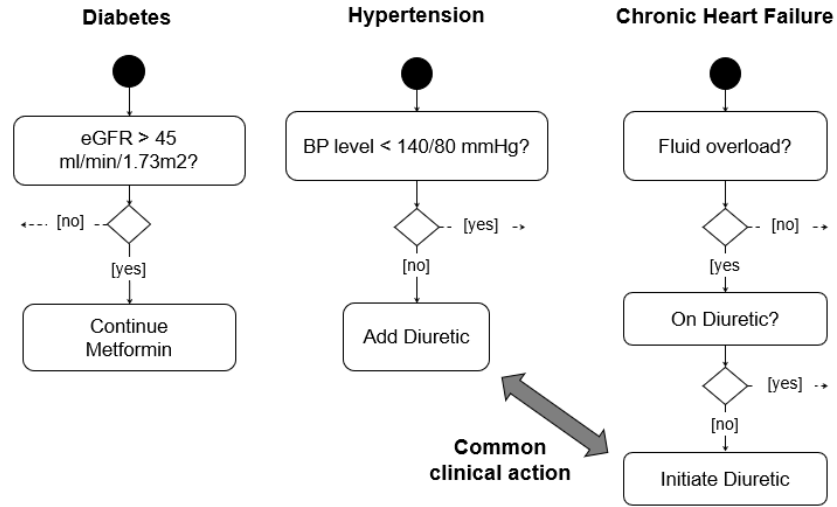 Diabetes
eGFR > 45
ml/min/1.73m2?
[no]
[yes]
Continue
Metformin
Hypertension
BP level < 140/80 mmHg?
[yes]
[no]
Add Diuretic
Chronic Heart Failure
Fluid overload?
[no]
[yes
On Diuretic?
[yes]
[no]
Initiate Diuretic
Common
clinical action